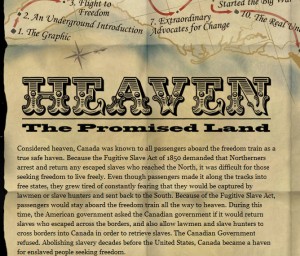 3. Flight to
Freedom
2. An Underground Introduction
1. The Graphic
7. Extraordinary
Advocates for Change
Started the Big War
10. The Real Un
HEAVEN
The Promised Land
Considered heaven, Canada was known to all passengers aboard the freedom train as a
true safe haven. Because the Fugitive Slave Act of 1850 demanded that Northerners
arrest and return any escaped slaves who reached the North, it was difficult for those
seeking freedom to live freely. Even though passengers made it along the tracks into
free states, they grew tired of constantly fearing that they would be captured by
lawmen or slave hunters and sent back to the South. Because of the Fugitive Slave Act,
passengers would stay aboard the freedom train all the way to heaven. During this
time, the American government asked the Canadian government if it would return
slaves who escaped across the borders, and also allow lawmen and slave hunters to
cross borders into Canada in order to retrieve slaves. The Canadian Government
refused. Abolishing slavery decades before the United States, Canada became a haven
for enslaved people seeking freedom.